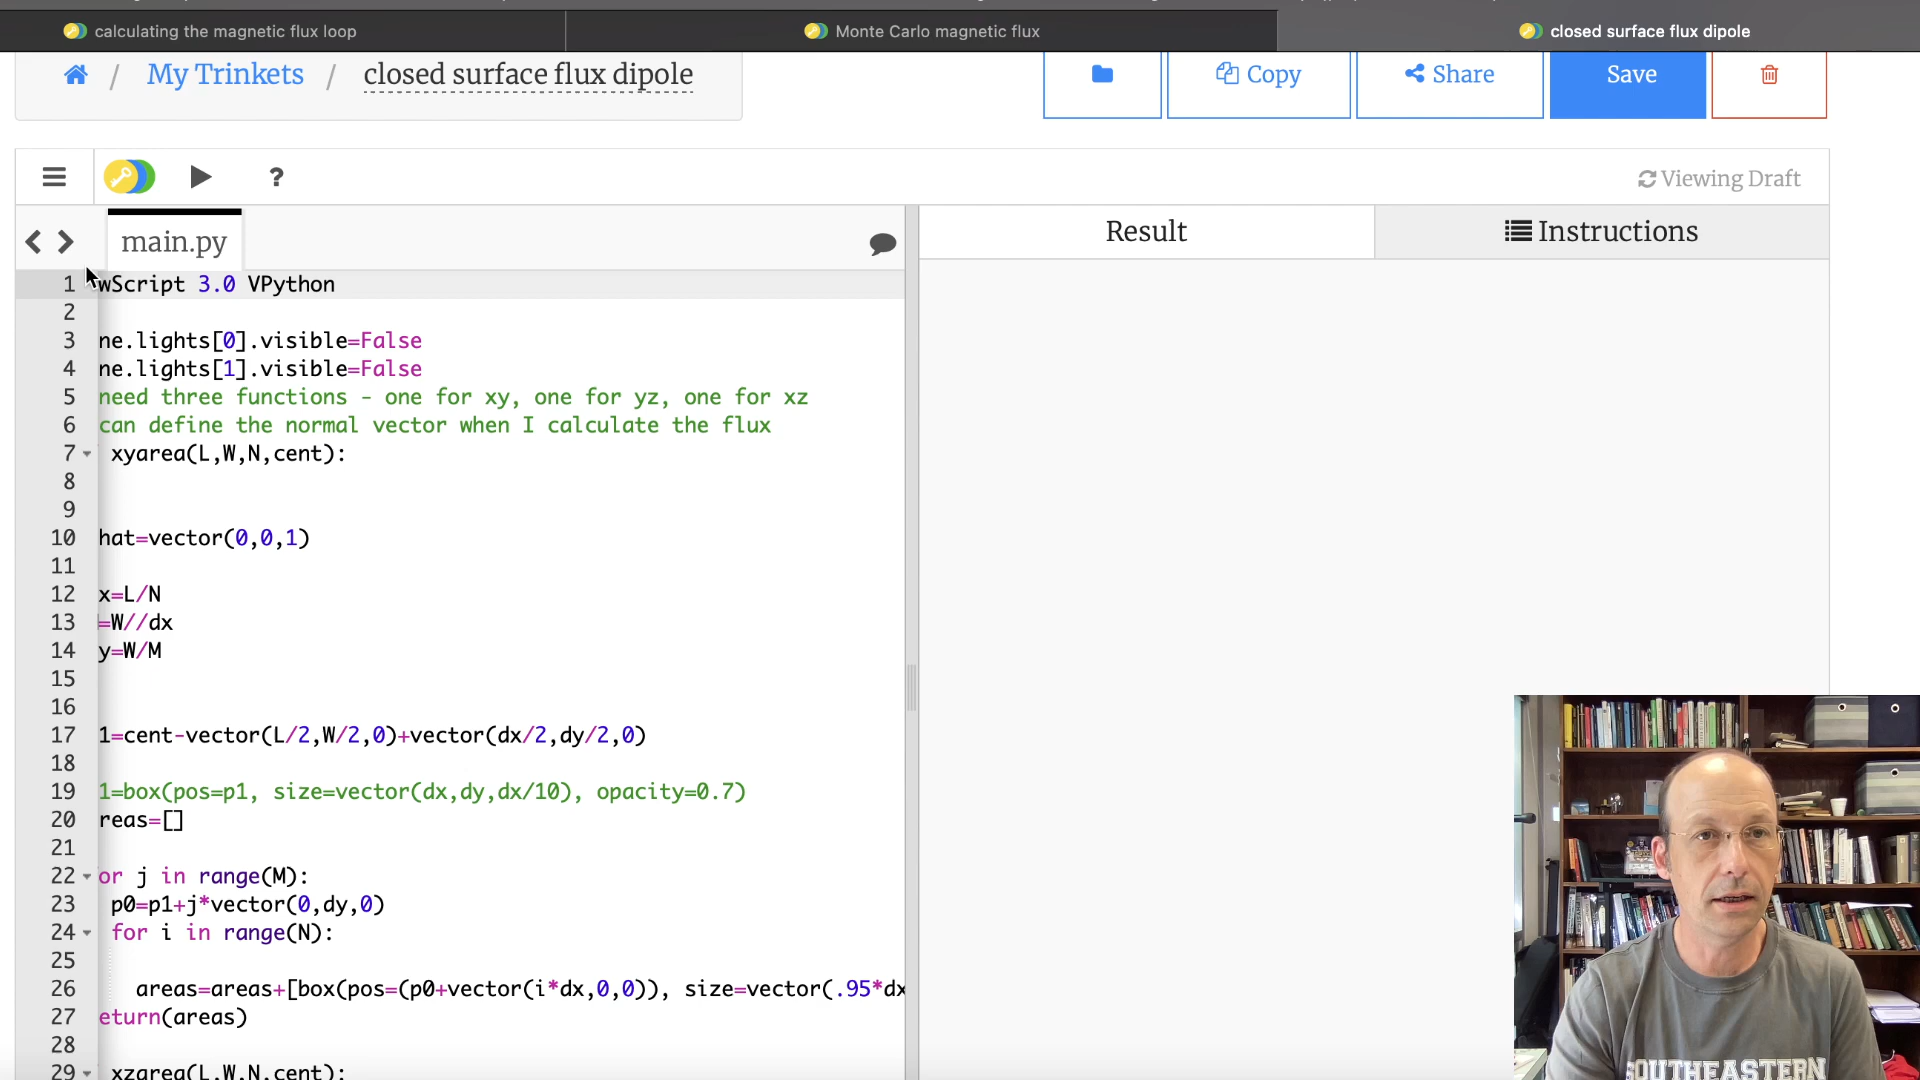 calculating the magnetic flux loop
Monte Carlo magnetic flux
closed surface flux dipole
/ My Trinkets / closed surface flux dipole
Copy
Share
Save
?
Viewing Draft
main.py
Result
Instructions
1 wScript 3.0 VPython
2
3 ne.lights[0].visible=False
4 ne.lights[1].visible=False
5 need three functions - one for xy, one for yz, one for xz
6 can define the normal vector when I calculate the flux
7 xyarea(L,W,N,cent):
8
9
10 hat=vector(0,0,1)
11
12 x=L/N
13 =W//dx
14 y=W/M
15
16
17 1=cent-vector(L/2,W/2,0)+vector(dx/2,dy/2,0)
18
19 1=box(pos=p1, size=vector(dx,dy,dx/10), opacity=0.7)
20 reas=[]
21
22 or j in range(M):
23 p0=p1+j*vector(0,dy,0)
24 for i in range(N):
25
26 areas=areas+[box(pos=(p0+vector(i*dx,0,0)), size=vector(.95*dx
27 eturn(areas)
28
29 xzarea(L,W,N,cent):
SOUTHEASTERN